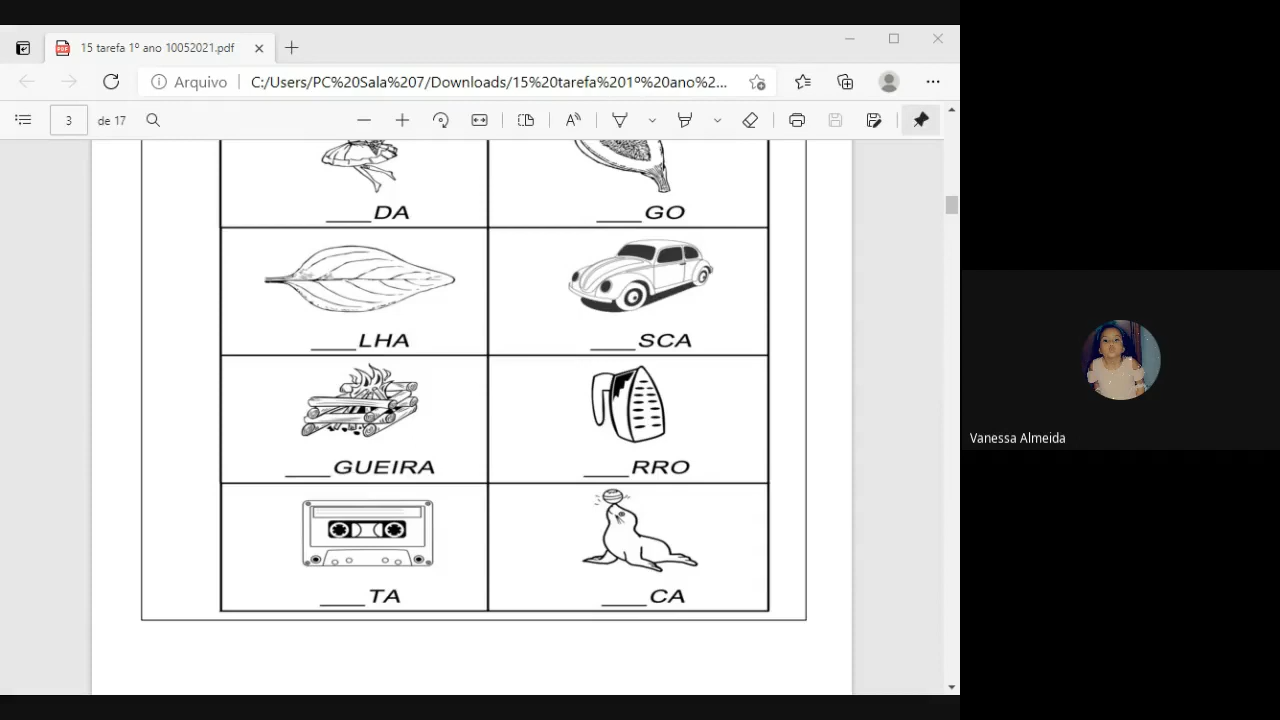 15 tarefa 1º ano 10052021.pdf
Arquivo
C:/Users/PC%20Sala%207/Downloads/15%20tarefa%201º%20ano%2...
3 de 17
____DA
____GO
____LHA
____SCA
____GUEIRA
____RRO
____TA
____CA
Vanessa Almeida